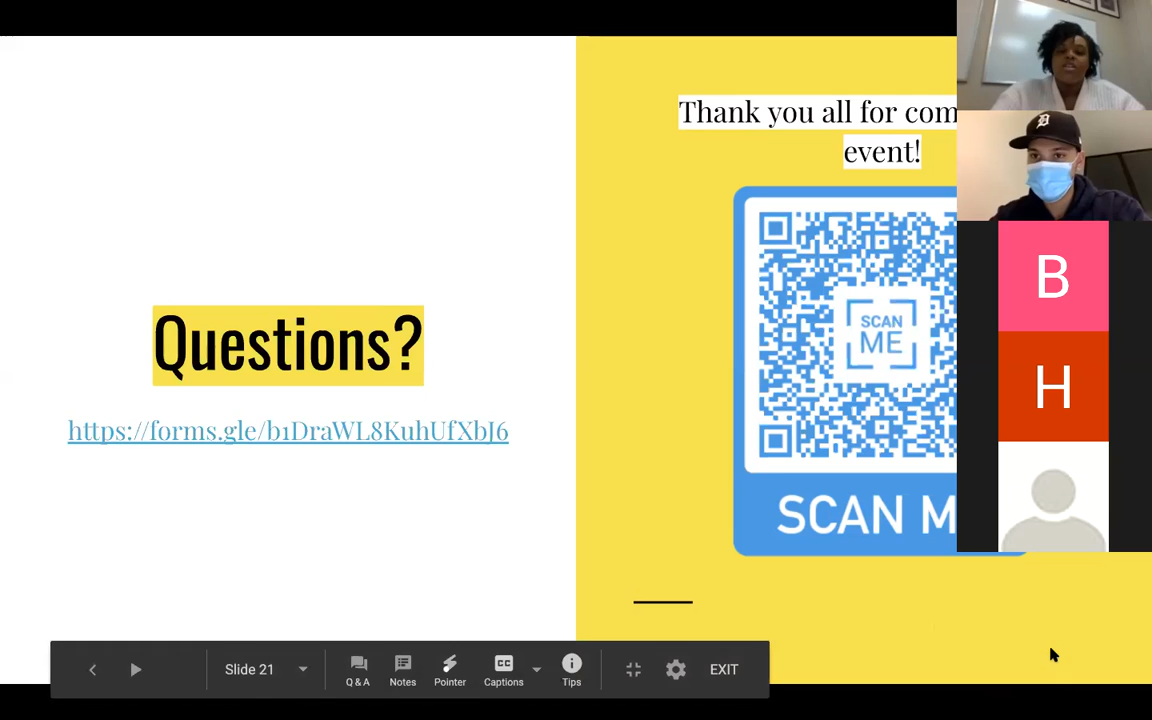 Thank you all for com
event!
Questions?
https://forms.gle/b1DraWL8KuhUfXbJ6
SCAN
ME
SCAN M
D
B
H
Slide 21
Q & A
Notes
Pointer
CC
Captions
Tips
EXIT